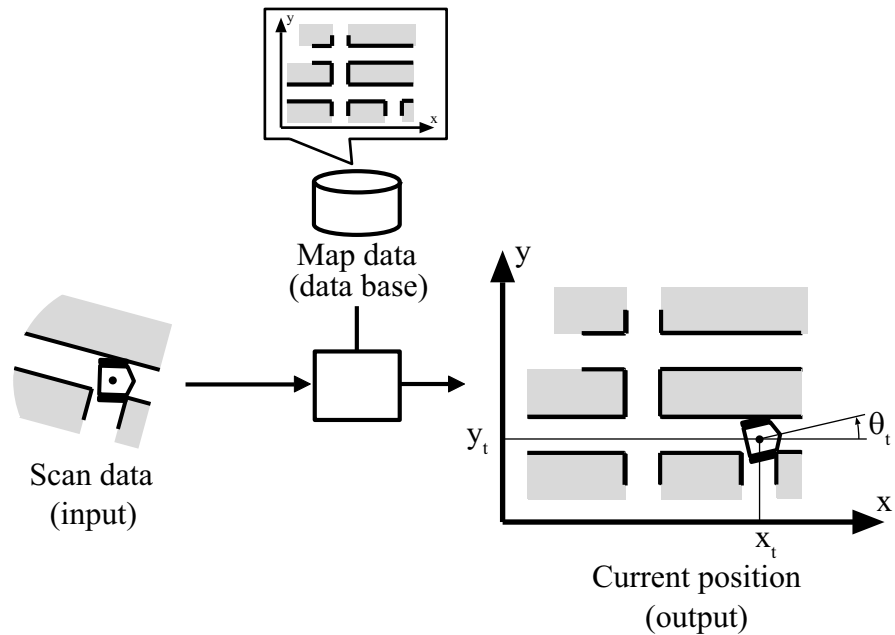 y
x
Map data
(data base)
Scan data
(input)
y
y_t
θ_t
x
x_t
Current position
(output)